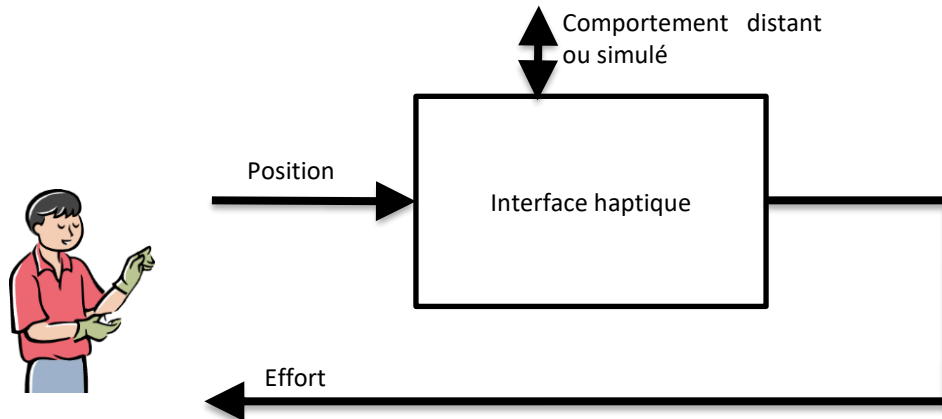 Comportement distant
ou simulé
Position
Interface haptique
Effort